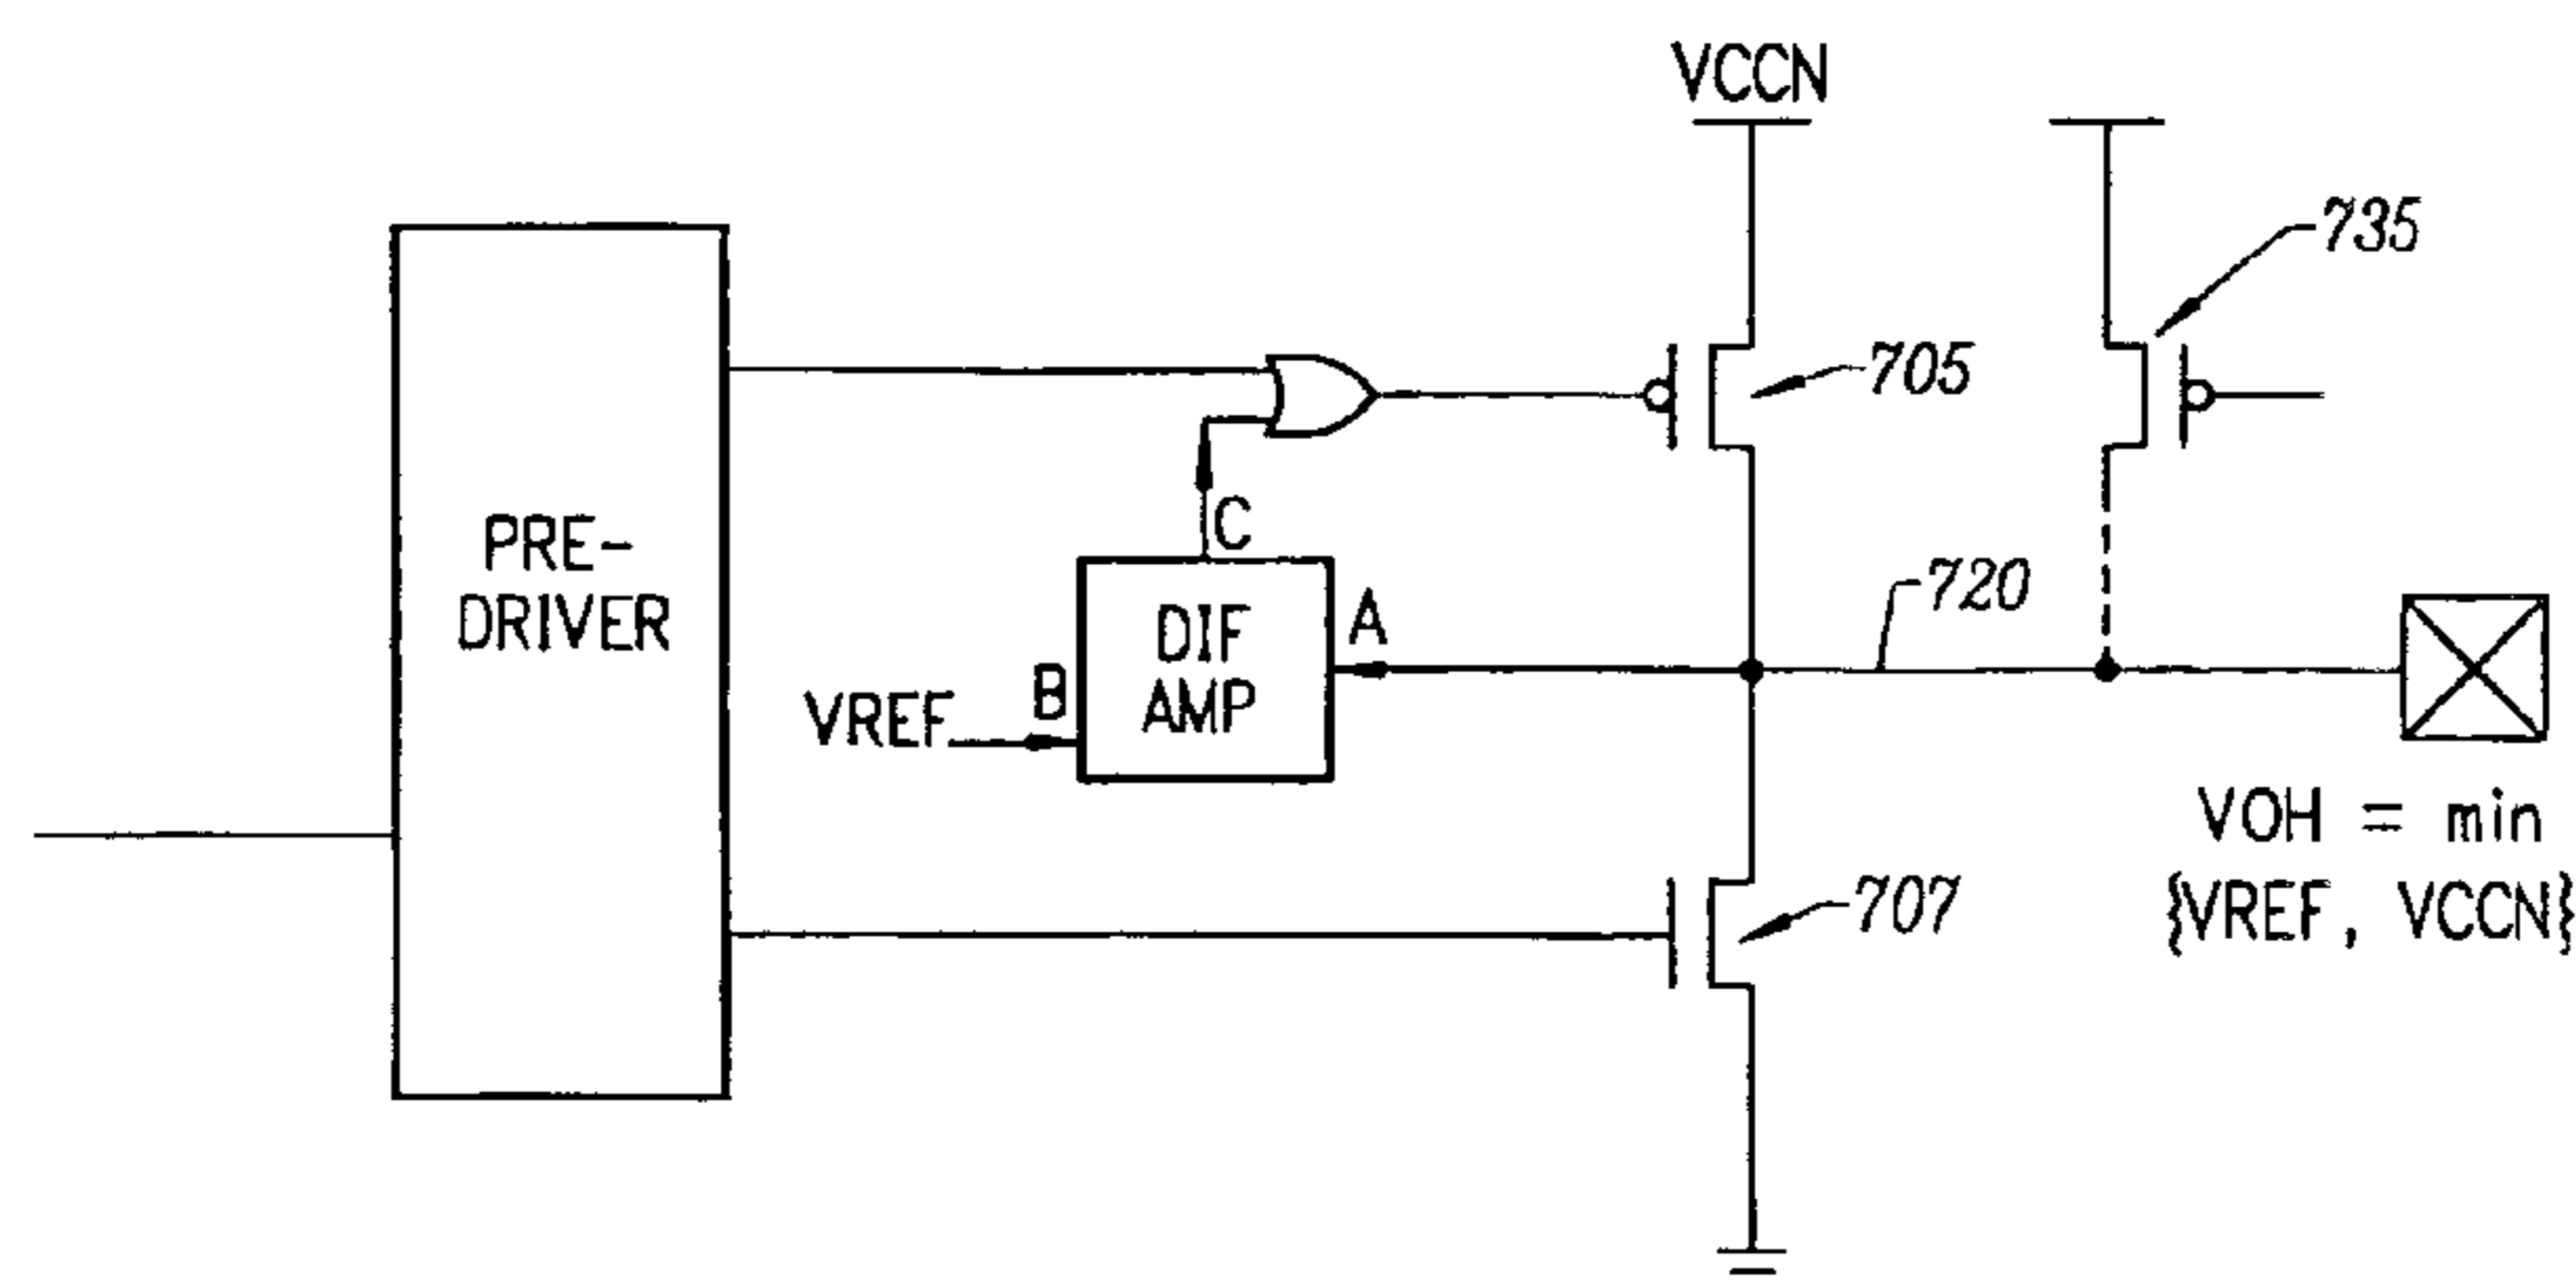 VCCN
735
705
C
PRE-
DRIVER
720
DIF
AMP
A
B
VREF
VOH = min
{VREF, VCCN}
707